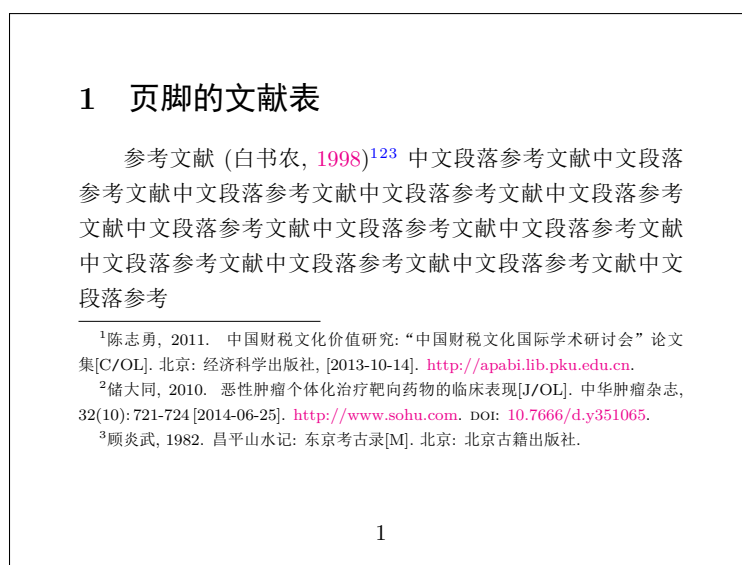 1 页脚的文献表
参考文献 (白书农, 1998)¹²³ 中文段落参考文献中文段落
参考文献中文段落参考文献中文段落参考文献中文段落参考
文献中文段落参考文献中文段落参考文献中文段落参考文献
中文段落参考文献中文段落参考文献中文段落参考文献中文
段落参考
¹陈志勇, 2011. 中国财税文化价值研究: “中国财税文化国际学术研讨会” 论文
集[C/OL]. 北京: 经济科学出版社, [2013-10-14]. http://apabi.lib.pku.edu.cn.
²储大同, 2010. 恶性肿瘤个体化治疗靶向药物的临床表现[J/OL]. 中华肿瘤杂志,
32(10): 721-724 [2014-06-25]. http://www.sohu.com. DOI: 10.7666/d.y351065.
³顾炎武, 1982. 昌平山水记: 东京考古录[M]. 北京: 北京古籍出版社.
1